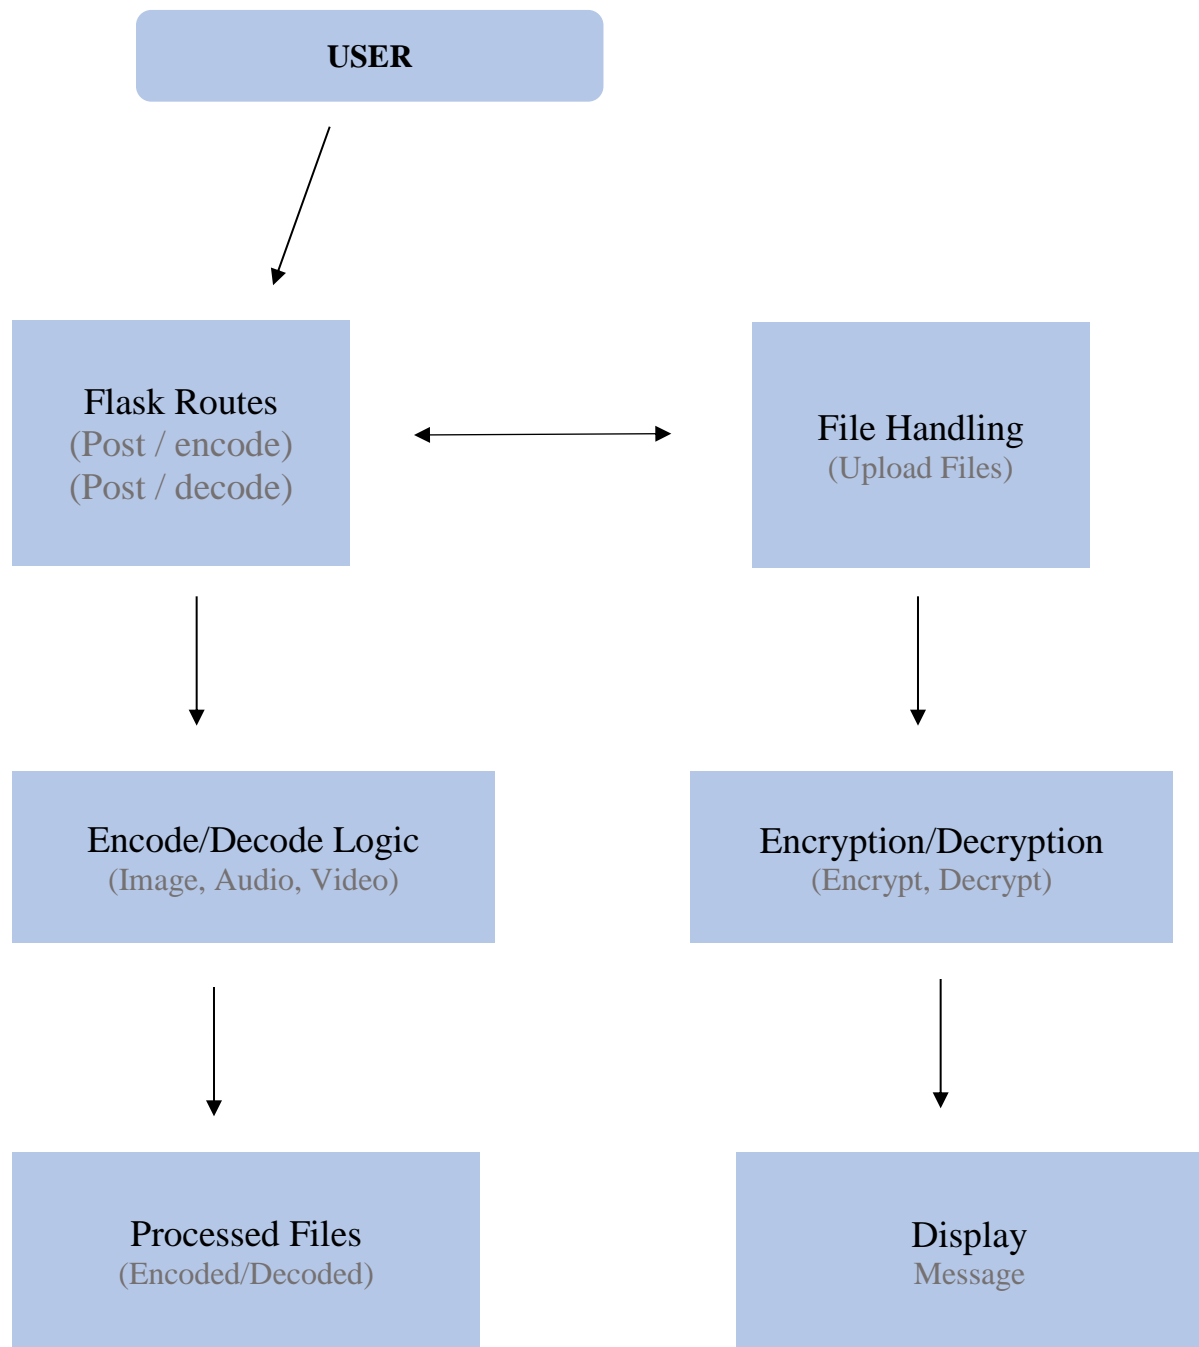 USER
Flask Routes
(Post / encode)
(Post / decode)
File Handling
(Upload Files)
Encode/Decode Logic
(Image, Audio, Video)
Encryption/Decryption
(Encrypt, Decrypt)
Processed Files
(Encoded/Decoded)
Display
Message